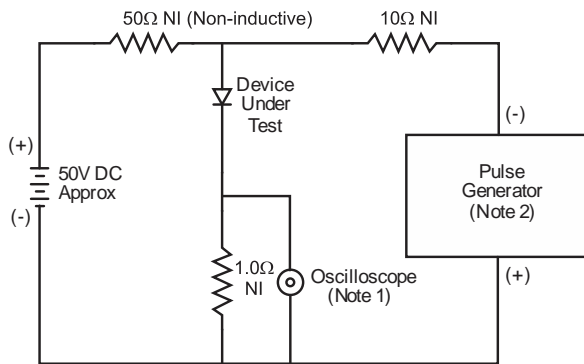 50Ω NI (Non-inductive)
10Ω NI
Device
Under
Test
(+)
50V DC
Approx
(-)
(-)
Pulse
Generator
(Note 2)
(+)
1.0Ω
NI
Oscilloscope
(Note 1)